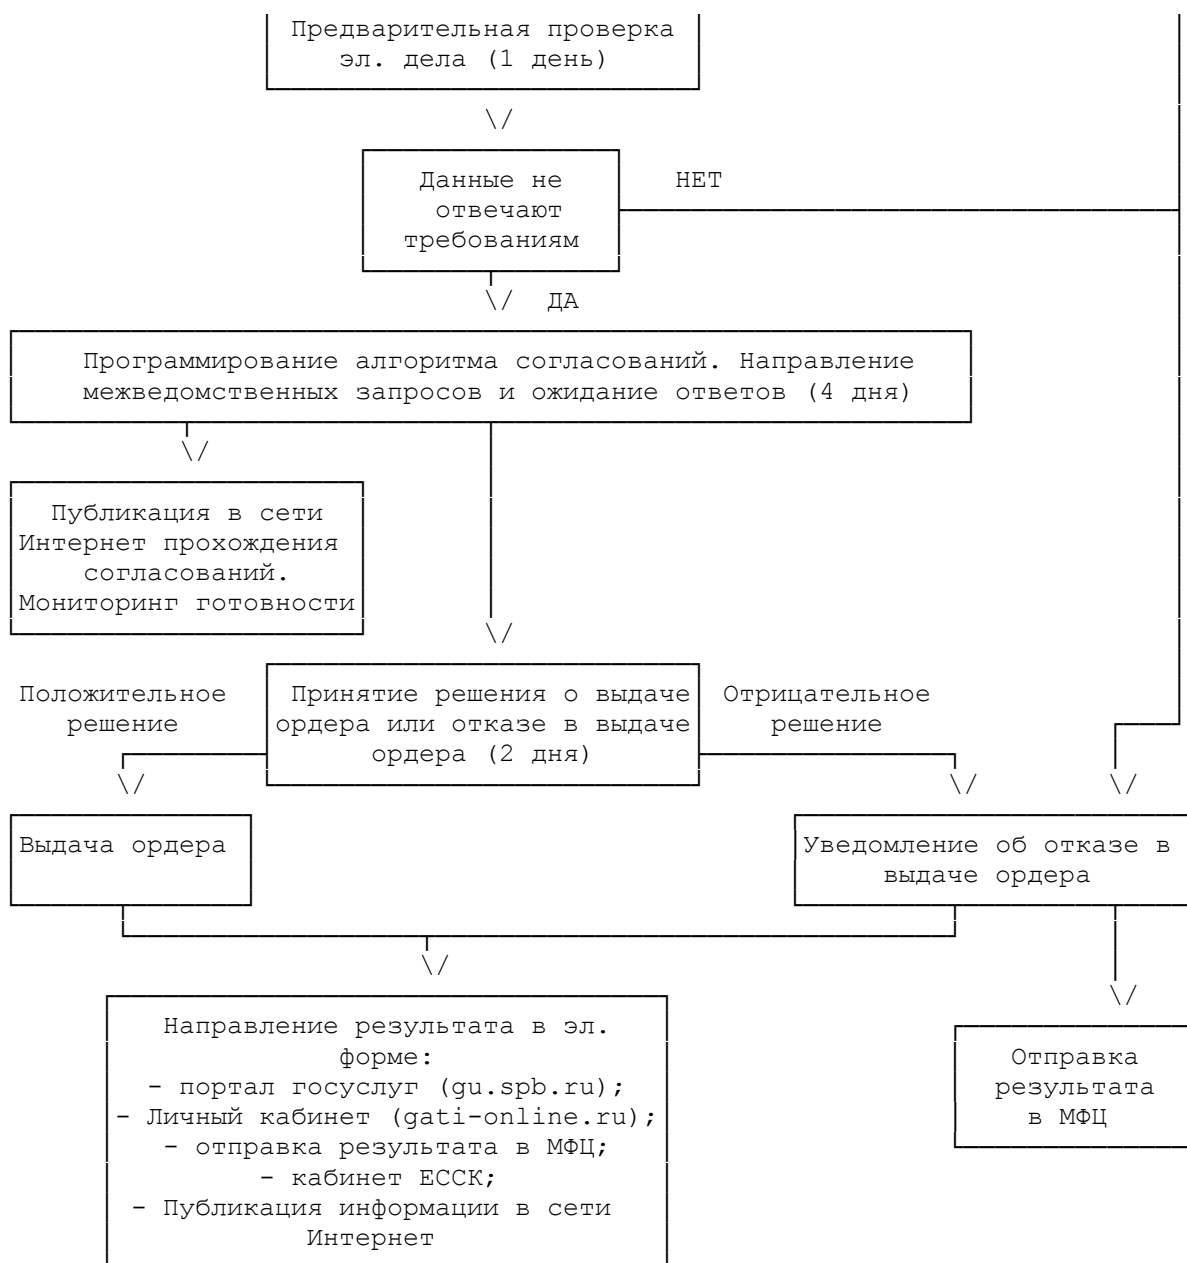 Предварительная проверка
эл. дела (1 день)
\/
Данные не
отвечают
требованиям
НЕТ
\/ ДА
Программирование алгоритма согласований. Направление
межведомственных запросов и ожидание ответов (4 дня)
\/
Публикация в сети
Интернет прохождения
согласований.
Мониторинг готовности
\/
Положительное
решение
Принятие решения о выдаче
ордера или отказе в выдаче
ордера (2 дня)
Отрицательное
решение
\/
\/
\/
Выдача ордера
Уведомление об отказе в
выдаче ордера
\/
\/
Направление результата в эл.
форме:
- портал госуслуг (gu.spb.ru);
- Личный кабинет (gati-online.ru);
- отправка результата в МФЦ;
- кабинет ЕССК;
- Публикация информации в сети
Интернет
Отправка
результата
в МФЦ